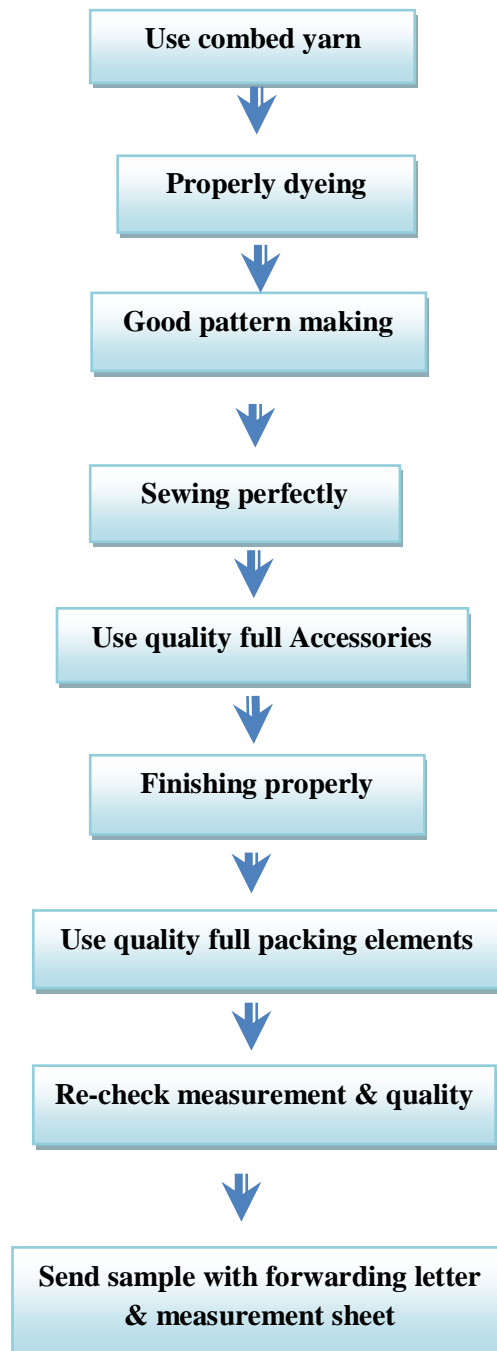 Use combed yarn
Properly dyeing
Good pattern making
Sewing perfectly
Use quality full Accessories
Finishing properly
Use quality full packing elements
Re-check measurement & quality
Send sample with forwarding letter
& measurement sheet